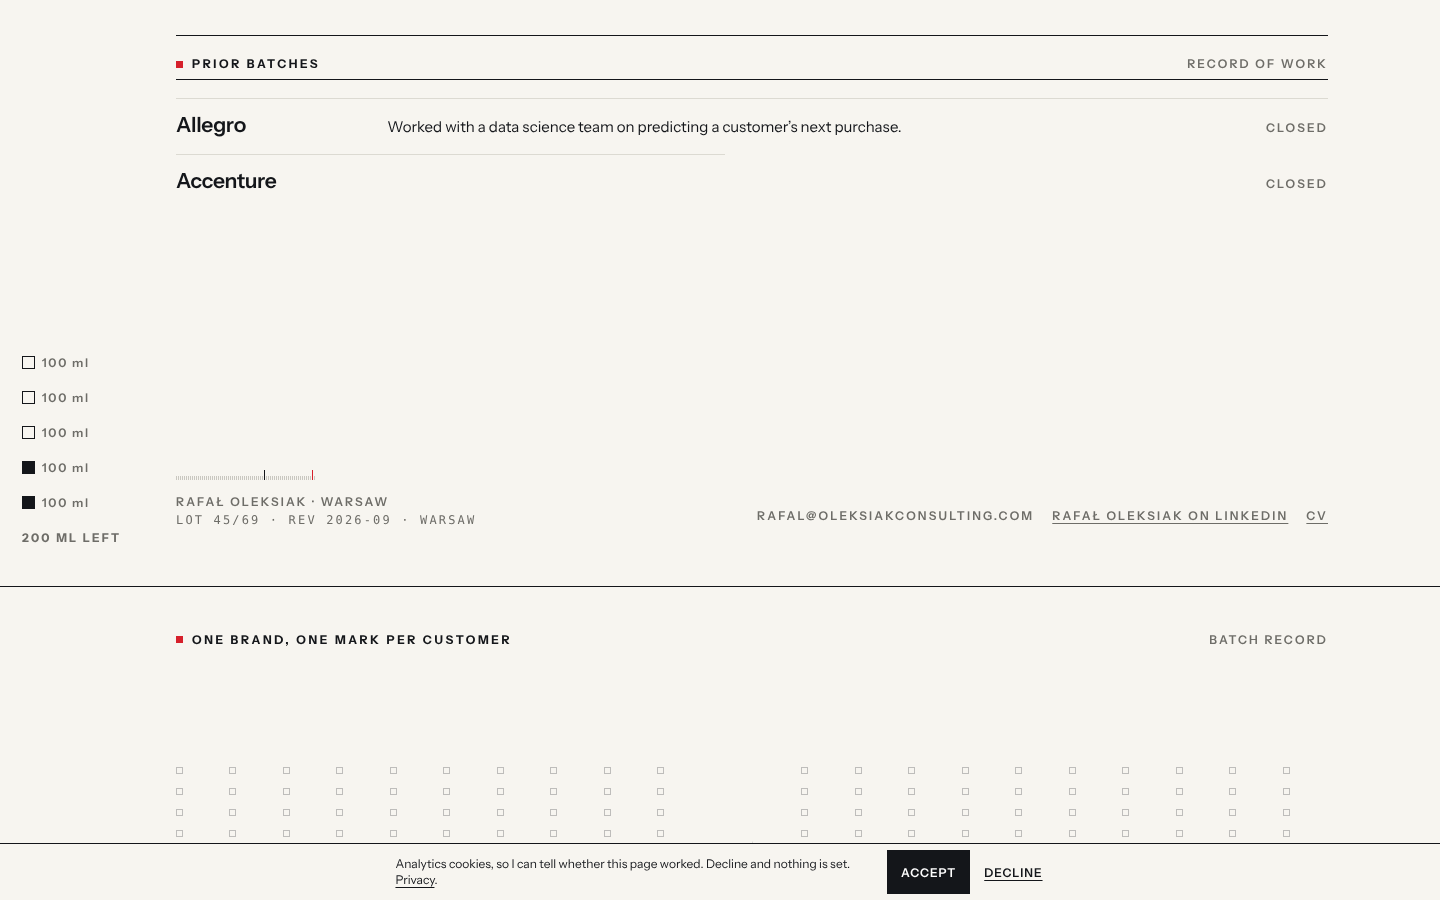 PRIOR BATCHES
RECORD OF WORK
Allegro
Worked with a data science team on predicting a customer’s next purchase.
CLOSED
Accenture
CLOSED
100 ml
100 ml
100 ml
100 ml
100 ml
200 ML LEFT
RAFAŁ OLEKSIAK · WARSAW
LOT 45/69 · REV 2026-09 · WARSAW
RAFAL@OLEKSIAKCONSULTING.COM
RAFAŁ OLEKSIAK ON LINKEDIN
CV
ONE BRAND, ONE MARK PER CUSTOMER
BATCH RECORD
Analytics cookies, so I can tell whether this page worked. Decline and nothing is set.
Privacy.
ACCEPT
DECLINE